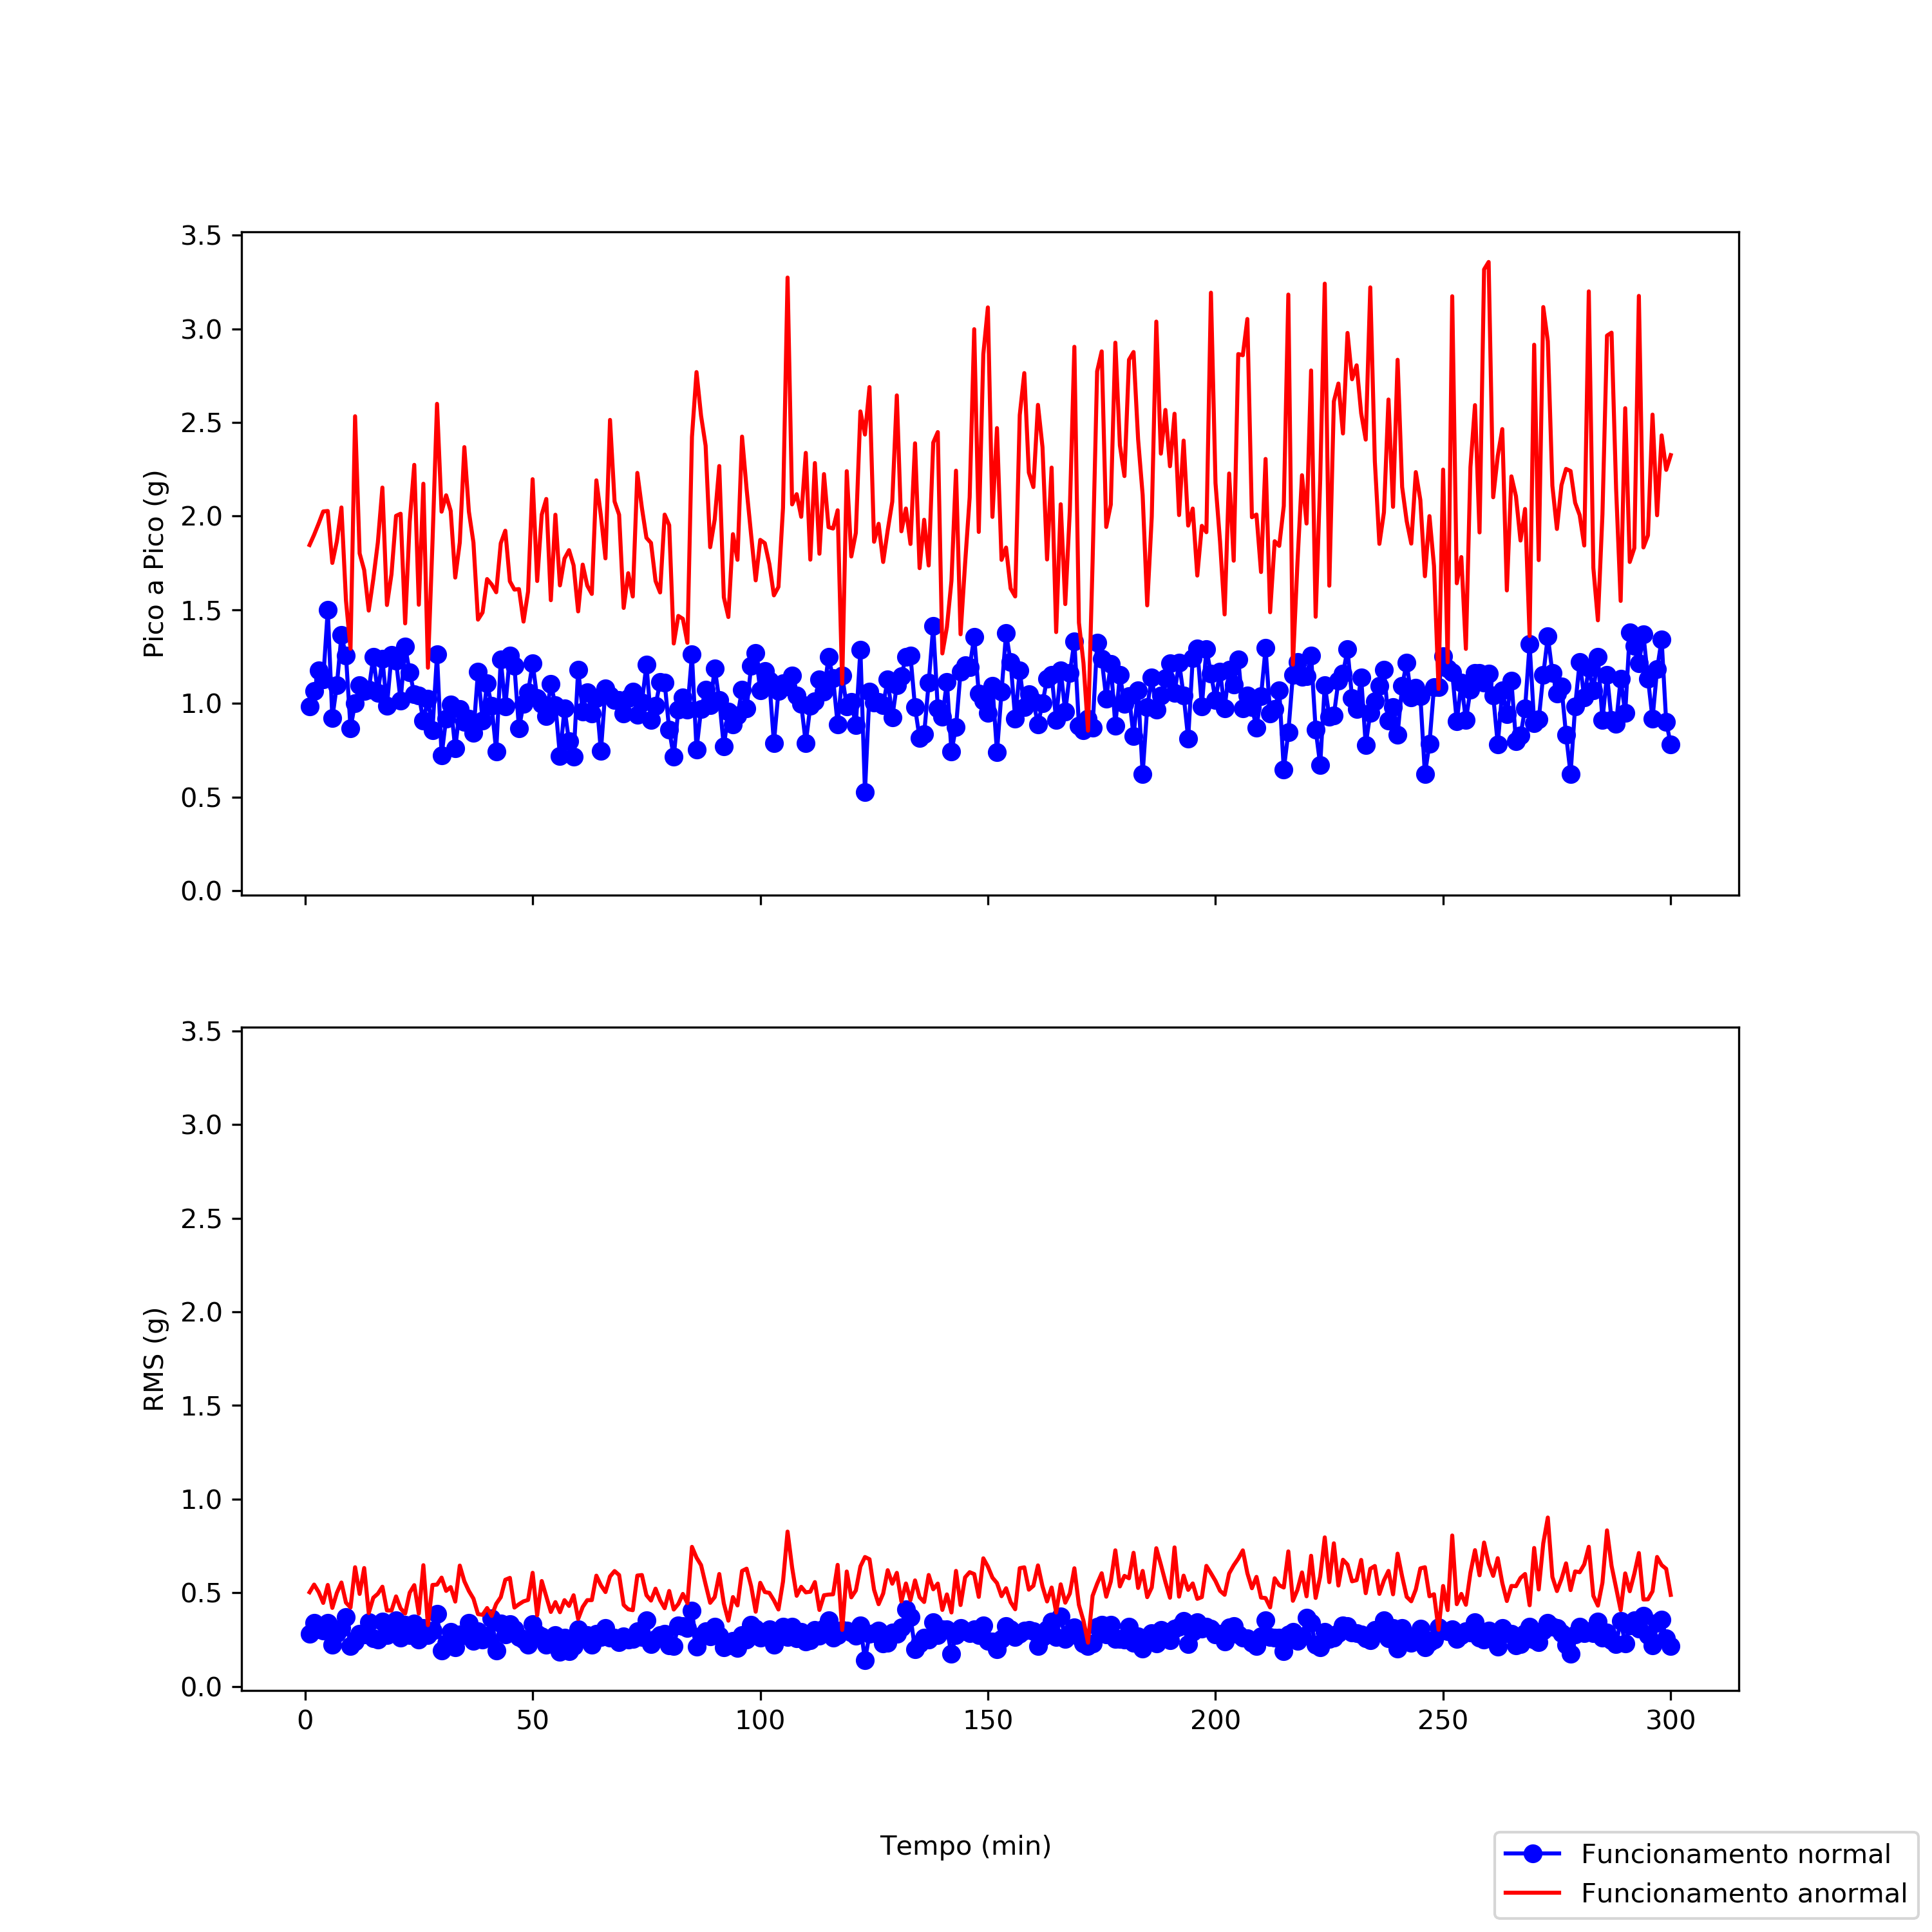 3.5
3.0
2.5
2.0
1.5
1.0
0.5
0.0
Pico a Pico (g)
3.5
3.0
2.5
2.0
1.5
1.0
0.5
0.0
RMS (g)
0 50 100 150 200 250 300
Tempo (min)
Funcionamento normal
Funcionamento anormal